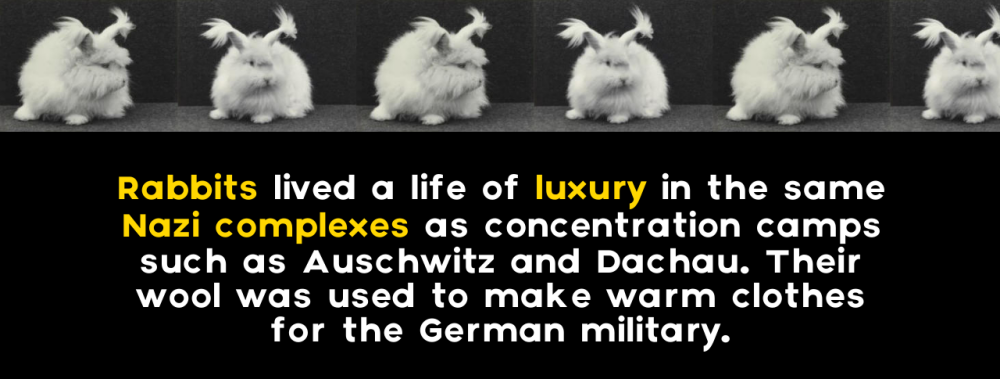 Rabbits lived a life of luxury in the same
Nazi complexes as concentration camps
such as Auschwitz and Dachau. Their
wool was used to make warm clothes
for the German military.